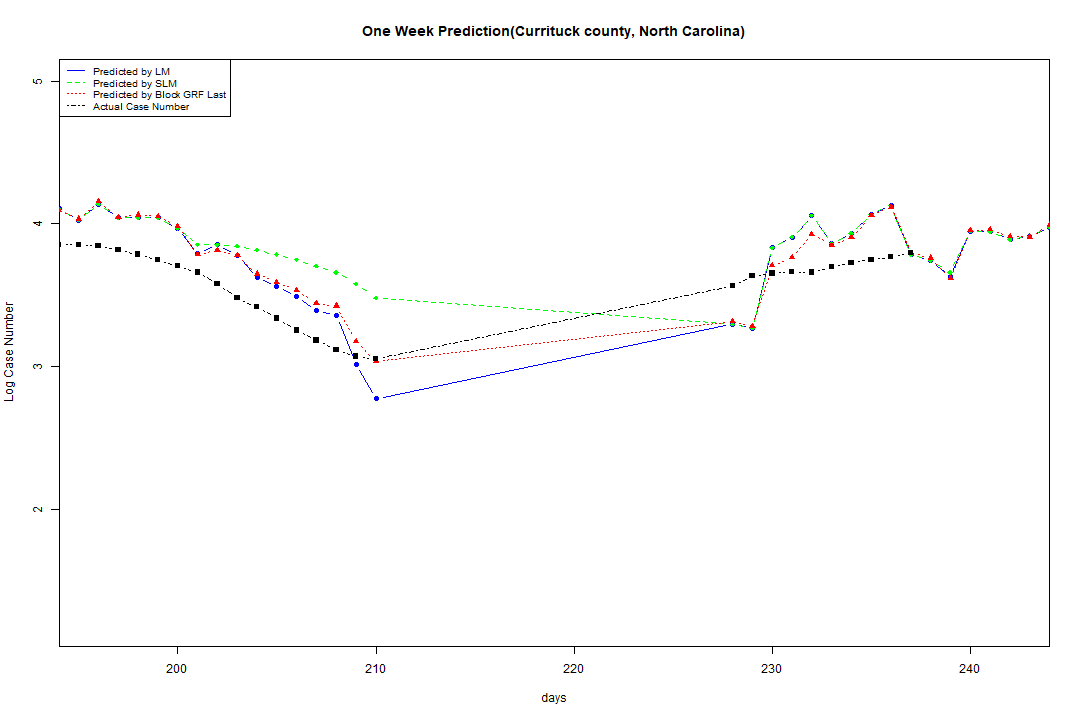 One Week Prediction(Currituck county, North Carolina)
Predicted by LM
Predicted by SLM
Predicted by Block GRF Last
Actual Case Number
5
4
3
2
Log Case Number
200 210 220 230 240
days